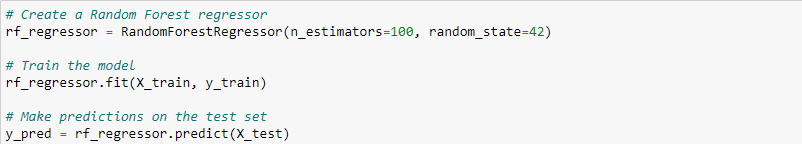 # Create a Random Forest regressor
rf_regressor = RandomForestRegressor(n_estimators=100, random_state=42)
# Train the model
rf_regressor.fit(X_train, y_train)
# Make predictions on the test set
y_pred = rf_regressor.predict(X_test)